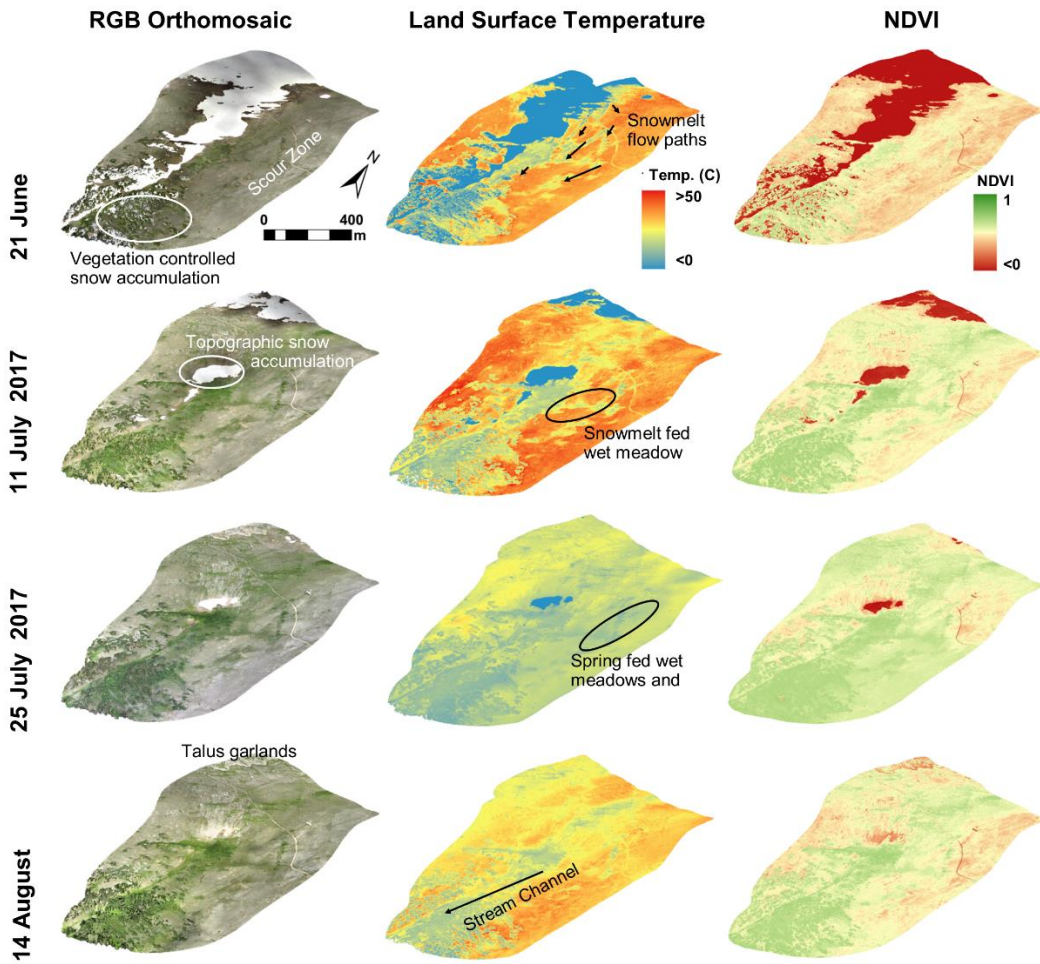 RGB Orthomosaic
Land Surface Temperature
NDVI
21 June
Scour Zone
N
0 400
m
Vegetation controlled
snow accumulation
Snowmelt
flow paths
Temp. (C)
>50
<0
NDVI
1
<0
11 July 2017
Topographic snow
accumulation
Snowmelt fed
wet meadow
25 July 2017
Spring fed wet
meadows and
14 August
Talus garlands
Stream Channel